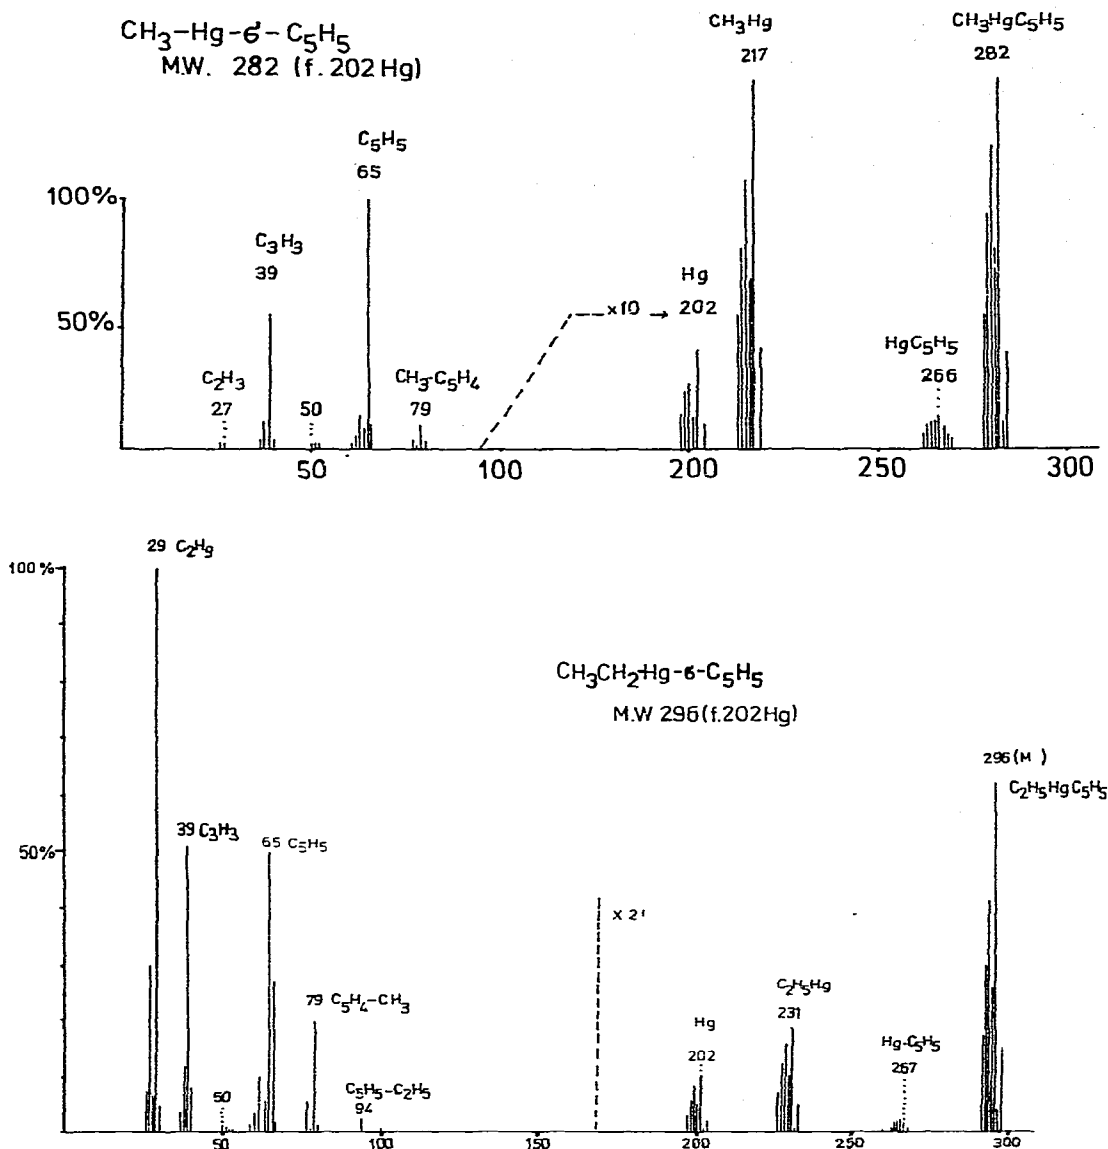 CH3-Hg-σ-C5H5
M.W. 282 (f. 202 Hg)
CH3Hg
217
CH3HgC5H5
282
C5H5
65
100%
C3H3
39
50%
C2H3
27
50
CH3-C5H4
79
x10 →
Hg
202
HgC5H5
266
50
100
200
250
300
29 C2Hg
100%
CH3CH2-Hg-σ-C5H5
M.W 296 (f.202Hg)
296 (M )
C2H5HgC5H5
39 C3H3
65 C5H5
50%
X 21
79 C5H4-CH3
C2H5Hg
231
Hg
202
Hg-C5H5
267
C5H5-C2H5
94
50
50
100
150
200
250
300